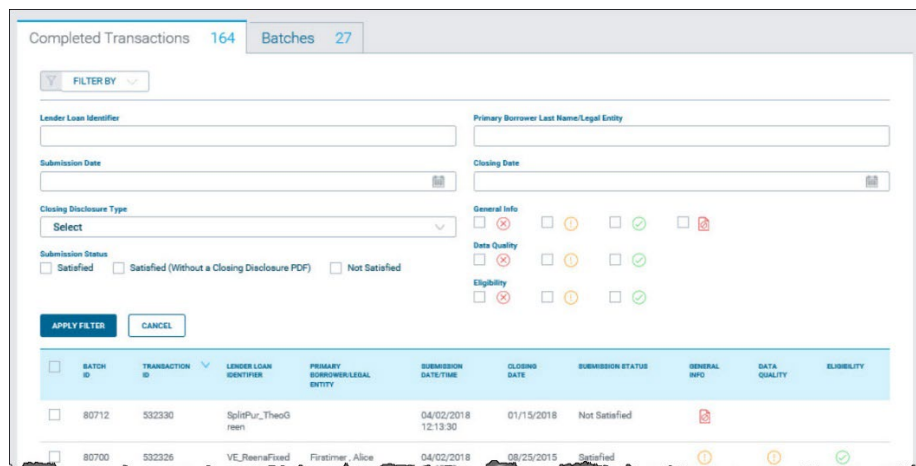 Completed Transactions 164 Batches 27
FILTER BY
Lender Loan Identifier Primary Borrower Last Name/Legal Entity
Submission Date Closing Date
Closing Disclosure Type General Info
Select
Submission Status Data Quality
Satisfied Satisfied (Without a Closing Disclosure PDF) Not Satisfied
Eligibility
APPLY FILTER CANCEL
BATCH TRANSACTION LENDER LOAN PRIMARY SUBMISSION CLOSING SUBMISSION STATUS GENERAL DATA ELIGIBILITY
ID ID IDENTIFIER BORROWER/LEGAL DATE/TIME DATE INFO QUALITY
ENTITY
80712 532330 SplitPur_TheoG 04/02/2018 01/15/2018 Not Satisfied
reen 12:13:30
80700 532326 VE_ReenaFixed Firstimer, Alice 04/02/2018 08/25/2015 Satisfied